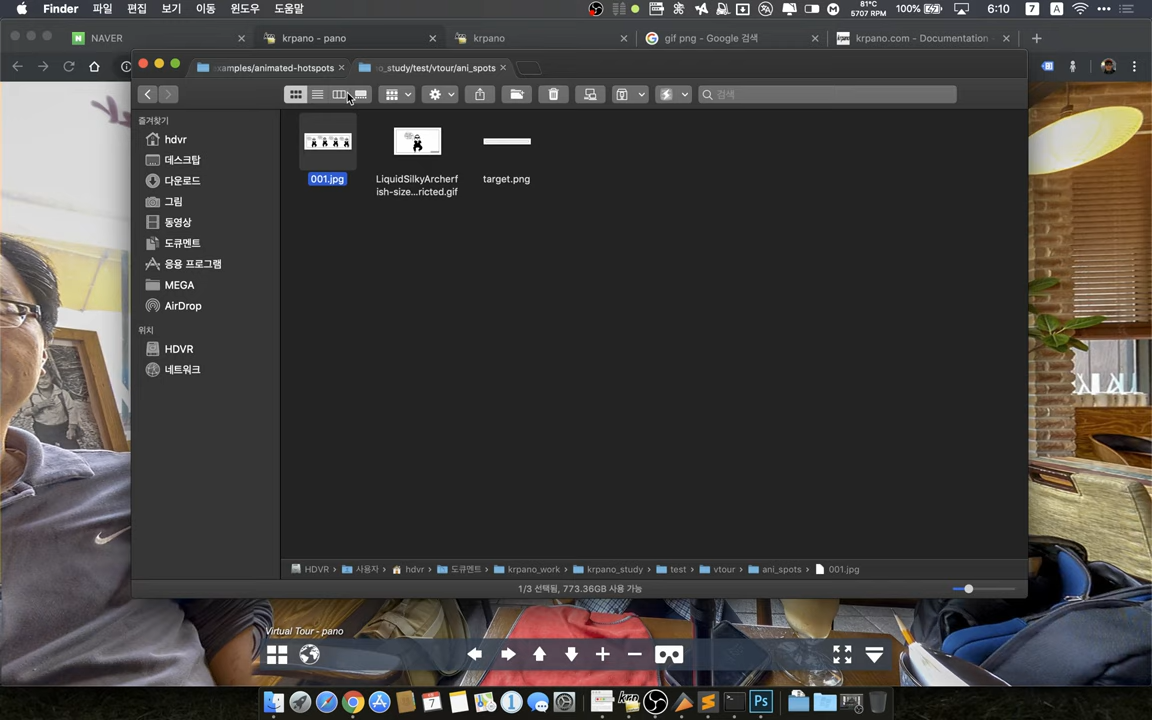 Finder 파일 편집 보기 이동 윈도우 도움말
81°C
5707 RPM
100%
6:10
7
A
NAVER
krpano - pano
krpano
gif png - Google 검색
krpano.com - Documentation
examples/animated-hotspots
o_study/test/vtour/ani_spots
검색
즐겨찾기
hdvr
데스크탑
다운로드
그림
동영상
도큐멘트
응용 프로그램
MEGA
AirDrop
위치
HDVR
네트워크
001.jpg
LiquidSilkyArcherf
ish-size...ricted.gif
target.png
HDVR › 사용자 › hdvr › 도큐멘트 › krpano_work › krpano_study › test › vtour › ani_spots › 001.jpg
1/3 선택됨, 773.36GB 사용 가능
Virtual Tour - pano
Ps